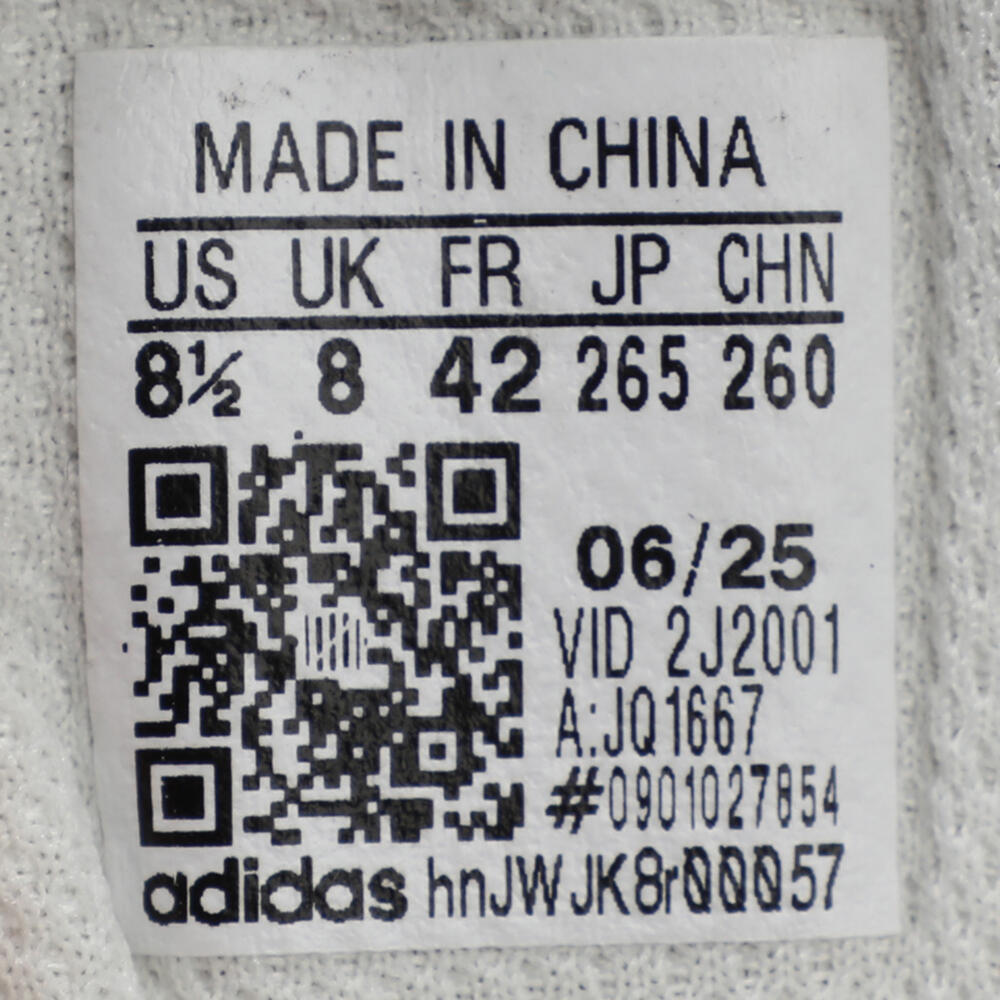 MADE IN CHINA
US UK FR JP CHN
8½ 8 42 265 260
06/25
VID 2J2001
A:JQ1667
#0901027854
adidas hnJWJK8r00057